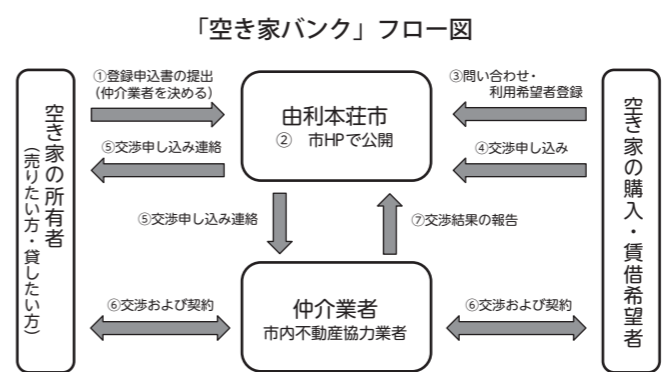 「空き家バンク」フロー図
空き家の所有者
(売りたい方・貸したい方)
①登録申込書の提出
(仲介業者を決める)
⑤交渉申し込み連絡
由利本荘市
② 市HPで公開
③問い合わせ・
利用希望者登録
④交渉申し込み
空き家の購入・賃借希望者
⑤交渉申し込み連絡
⑦交渉結果の報告
⑥交渉および契約
仲介業者
市内不動産協力業者
⑥交渉および契約